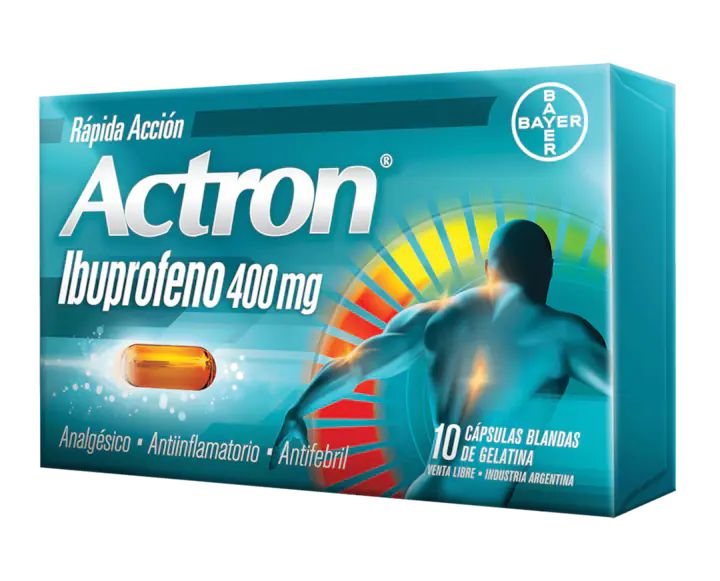 Rápida Acción
BAYER
BAYER
Actron®
Ibuprofeno 400 mg
Analgésico • Antiinflamatorio • Antifebril
10 CÁPSULAS BLANDAS
DE GELATINA
VENTA LIBRE • INDUSTRIA ARGENTINA